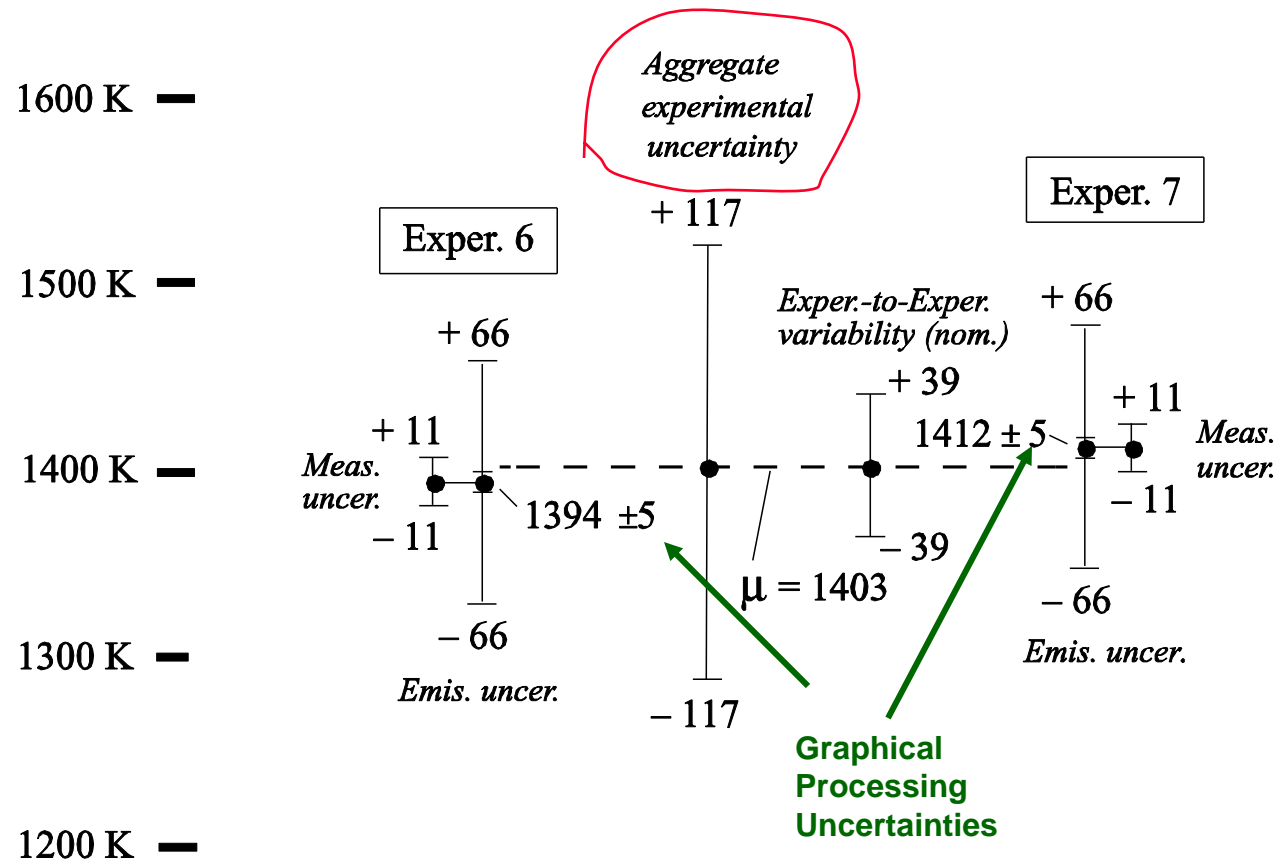 Aggregate
experimental
uncertainty
1600 K
Exper. 7
+ 117
Exper. 6
1500 K
Exper.-to-Exper.
variability (nom.)
+ 66
+ 66
+ 39
+ 11
+ 11
1412 ± 5
Meas.
uncer.
Meas.
uncer.
1400 K
1394 ±5
– 11
– 11
– 39
μ = 1403
– 66
– 66
1300 K
Emis. uncer.
Emis. uncer.
– 117
Graphical
Processing
Uncertainties
1200 K